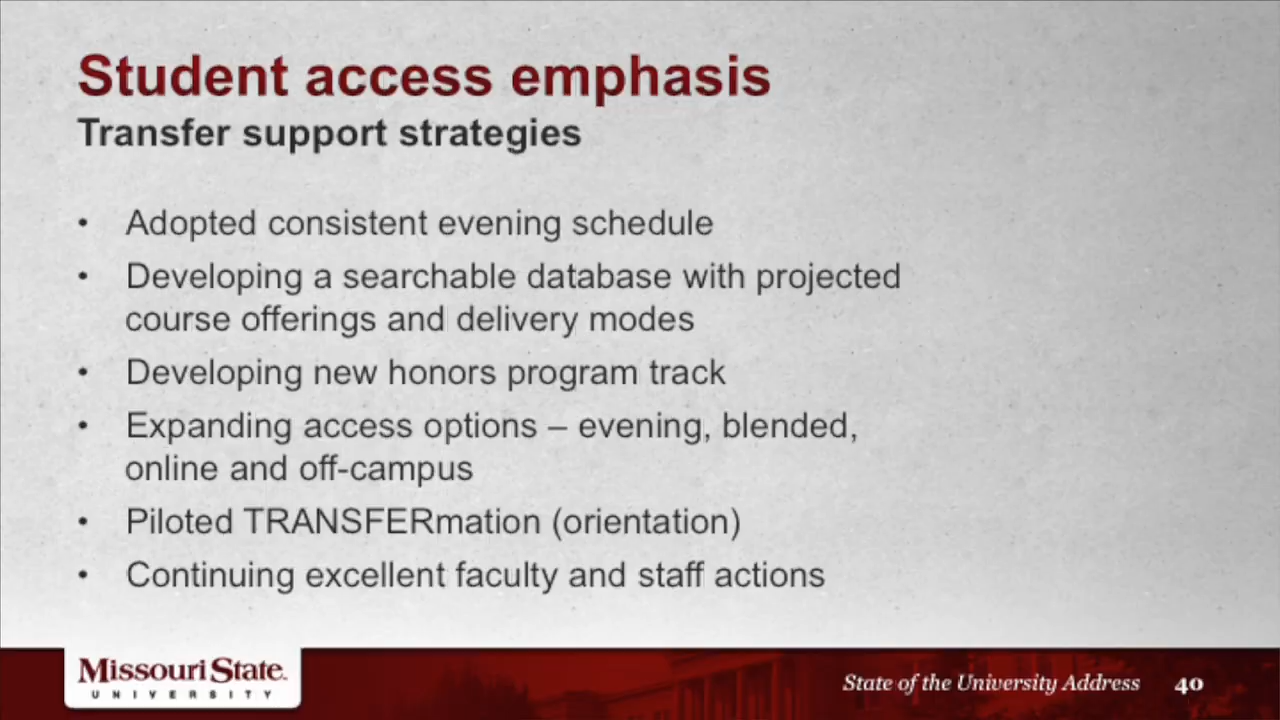 Student access emphasis
Transfer support strategies
• Adopted consistent evening schedule
• Developing a searchable database with projected
course offerings and delivery modes
• Developing new honors program track
• Expanding access options – evening, blended,
online and off-campus
• Piloted TRANSFERmation (orientation)
• Continuing excellent faculty and staff actions
Missouri State.
UNIVERSITY
State of the University Address 40